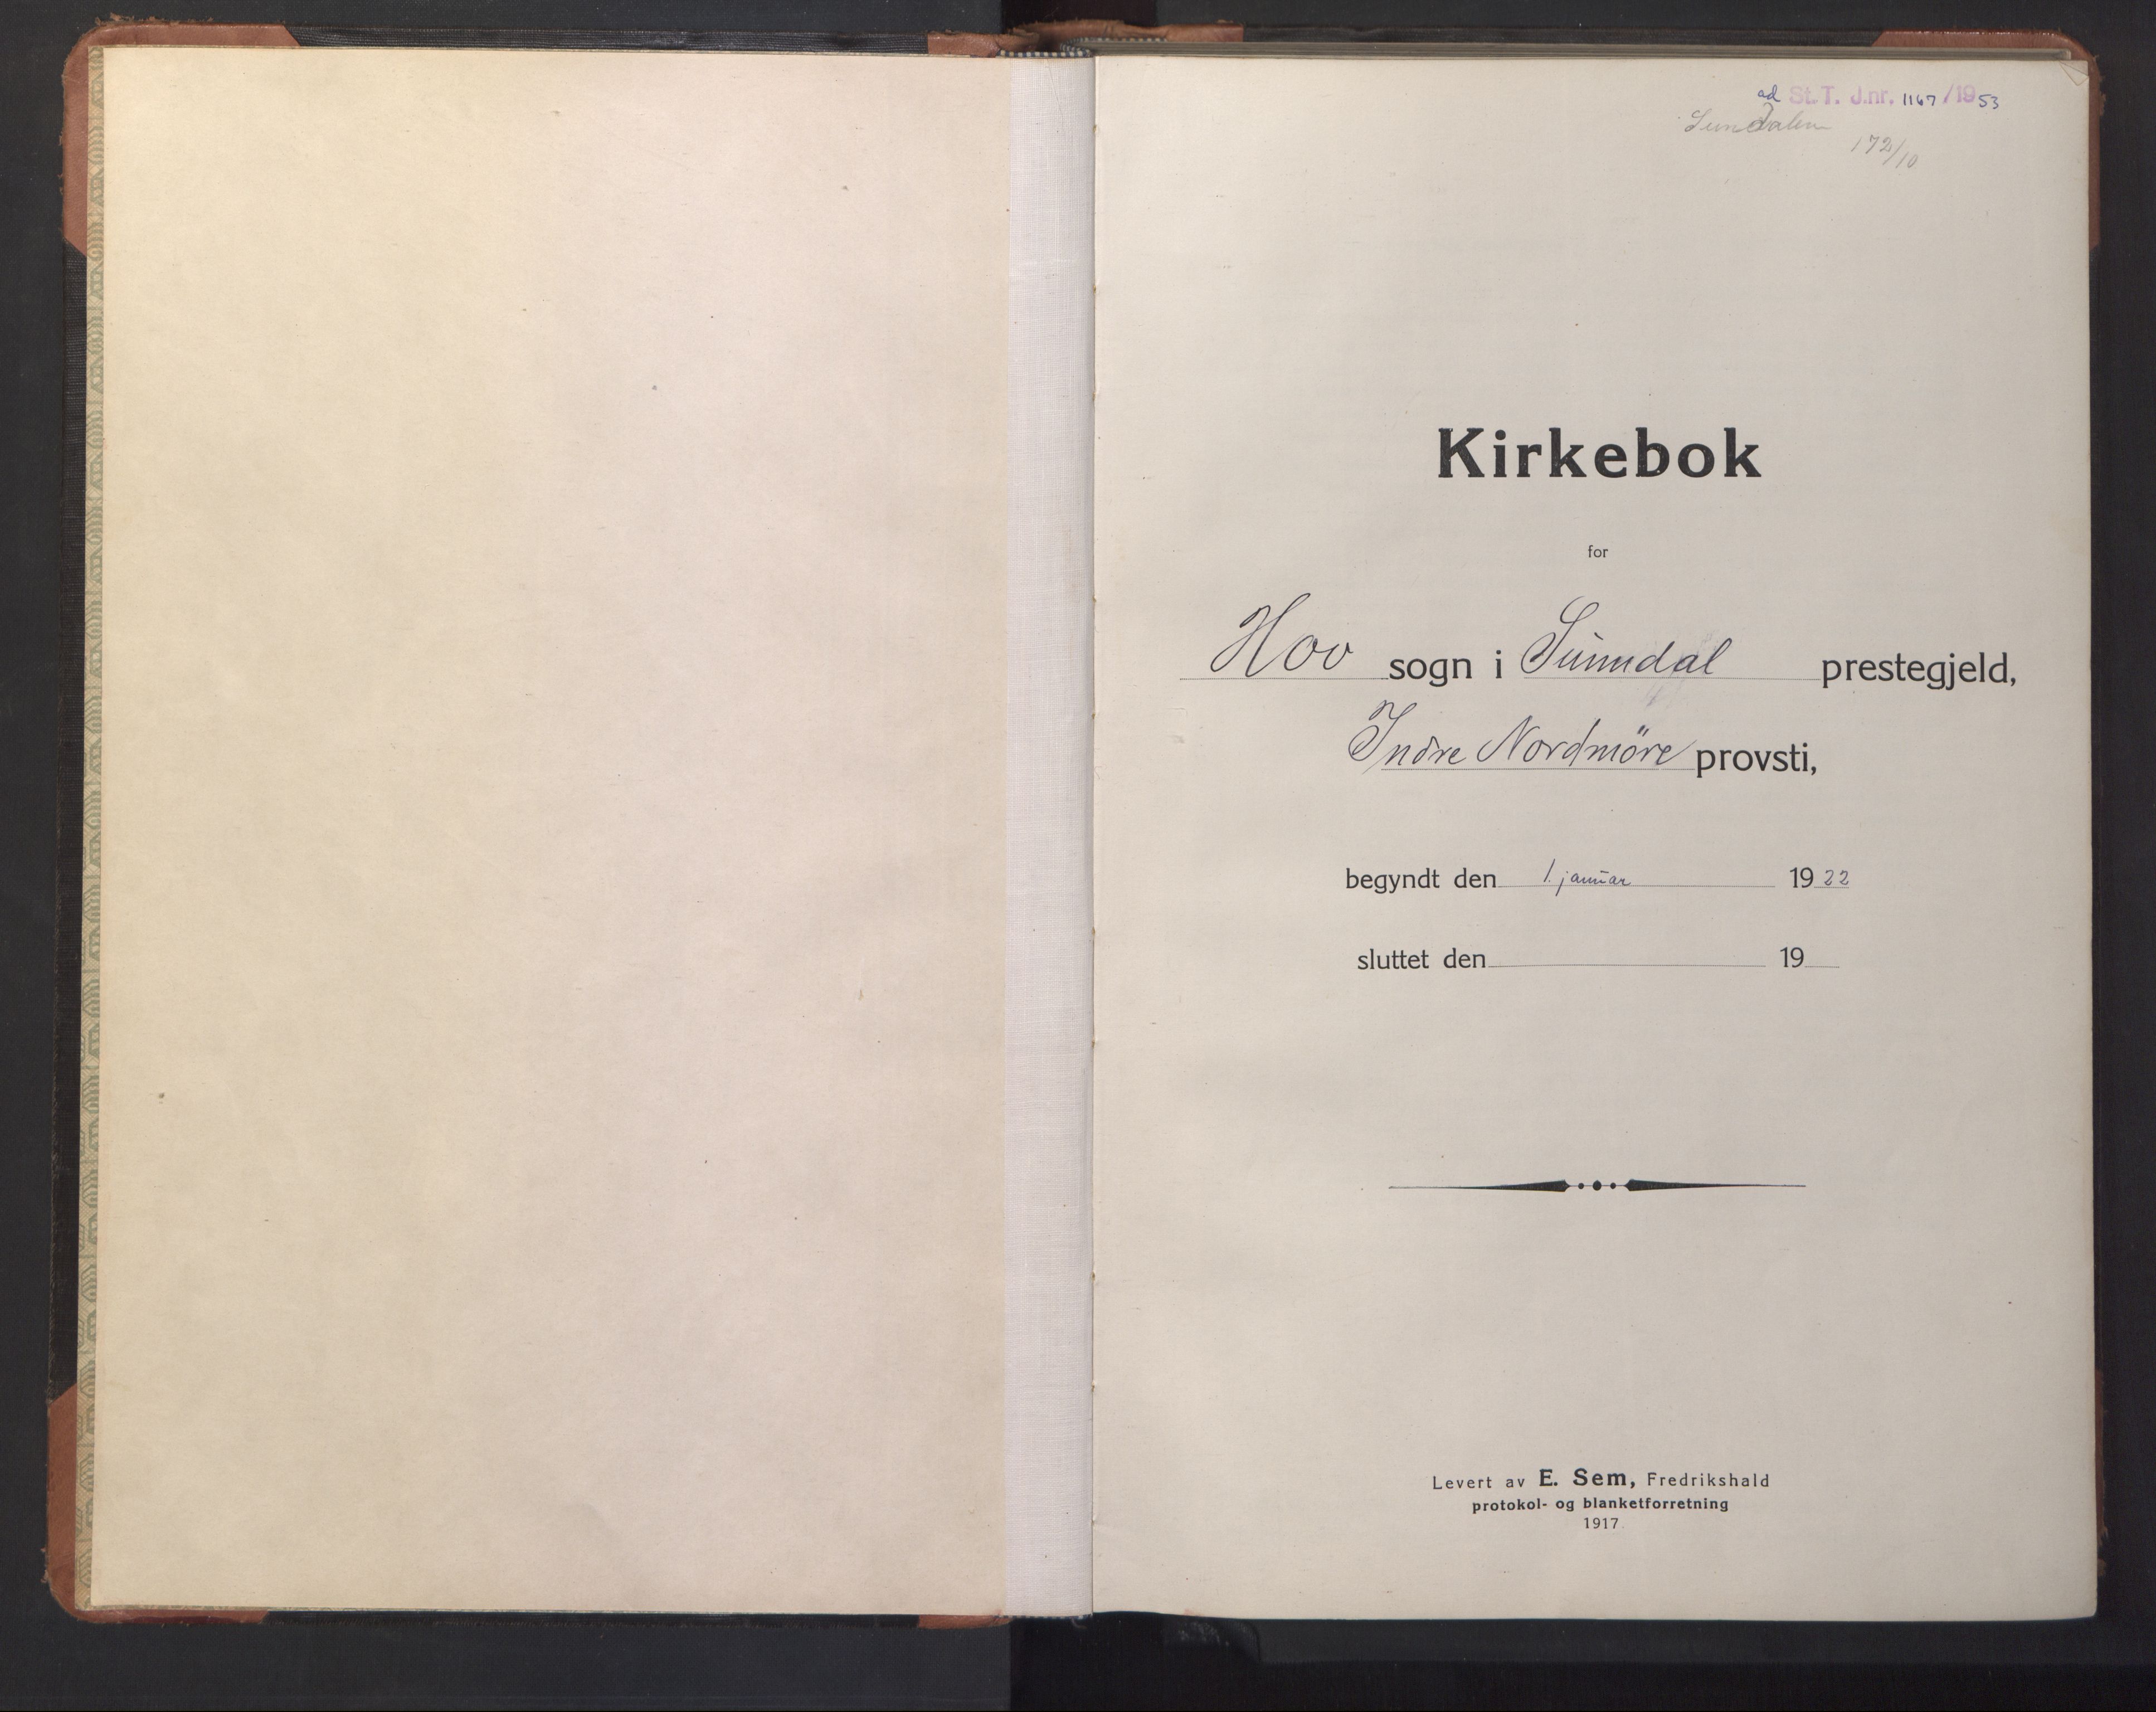 ad St.T. J.nr. 1167/1953
Sundalen
172/10
Kirkebok
for
Hov sogn i Sunndal prestegjeld,
Indre Nordmöre provsti,
begyndt den 1. januar 1922
sluttet den 19
Levert av E. Sem, Fredrikshald
protokol- og blanketforretning
1917.